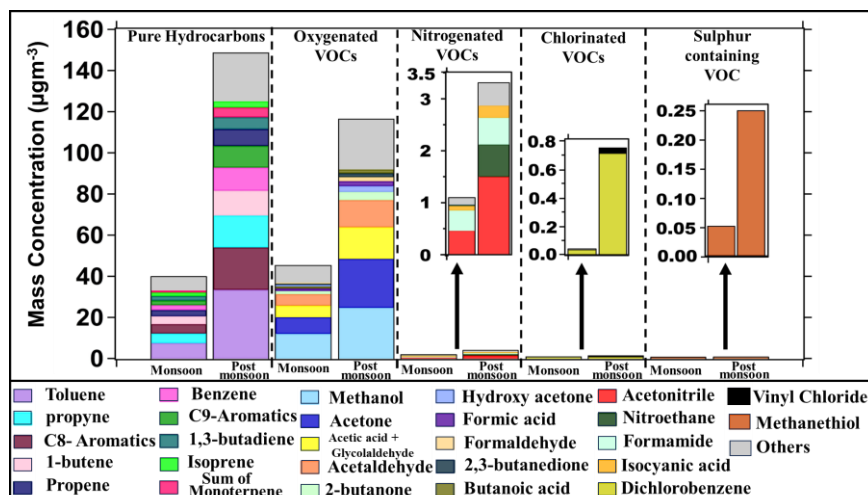 Pure Hydrocarbons
Oxygenated
VOCs
Nitrogenated
VOCs
Chlorinated VOCs
Sulphur
containing
VOC
Mass Concentration (µgm-3)
160
140
120
100
80
60
40
20
0
3.5
3
2
1
0
0.8
0.6
0.4
0.2
0.0
0.25
0.20
0.15
0.10
0.05
0.00
Monsoon
Post
monsoon
Monsoon
Post
monsoon
Monsoon
Post
monsoon
Monsoon
Post
monsoon
Monsoon
Post
monsoon
Toluene
propyne
C8- Aromatics
1-butene
Propene
Benzene
C9-Aromatics
1,3-butadiene
Isoprene
Sum of
Monoterpene
Methanol
Acetone
Acetic acid +
Glycolaldehyde
Acetaldehyde
2-butanone
Hydroxy acetone
Formic acid
Formaldehyde
2,3-butanedione
Butanoic acid
Acetonitrile
Nitroethane
Formamide
Isocyanic acid
Dichlorobenzene
Vinyl Chloride
Methanethiol
Others